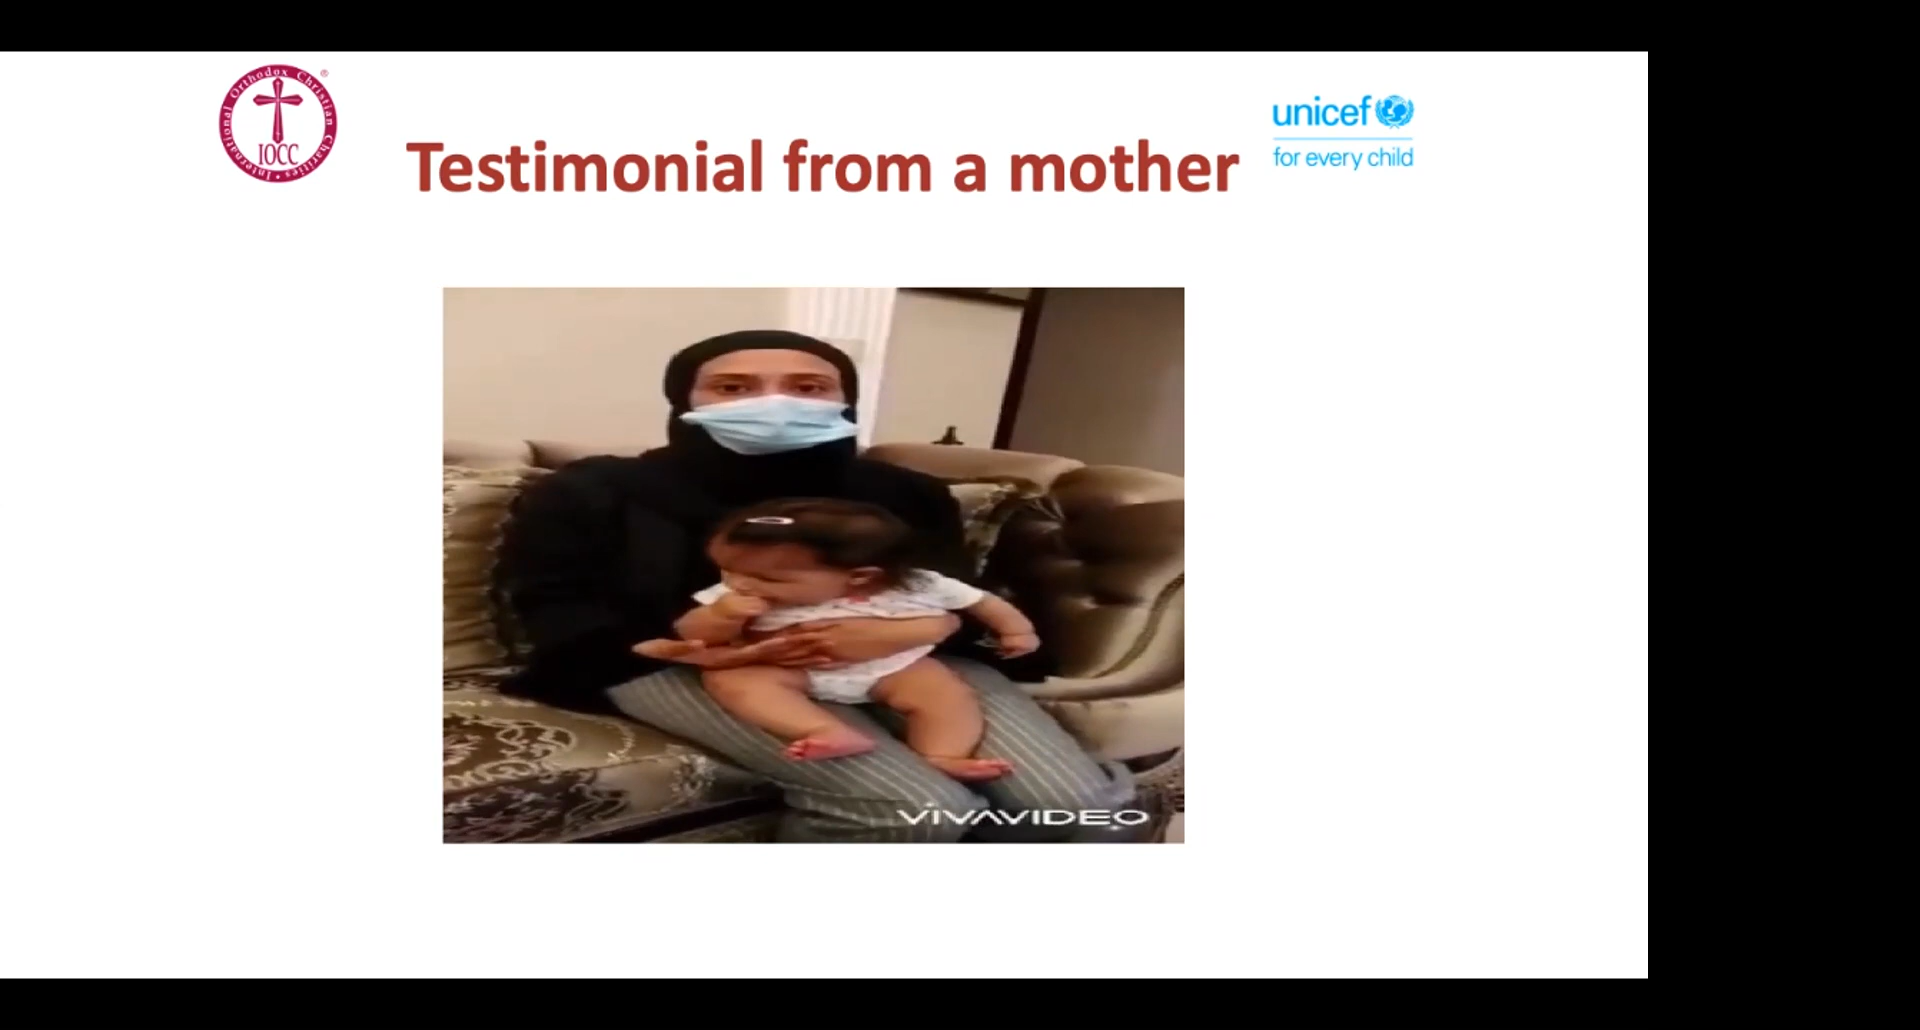 International Orthodox Christian Charities
IOCC
®
Testimonial from a mother
unicef
for every child
VIVAVIDEO